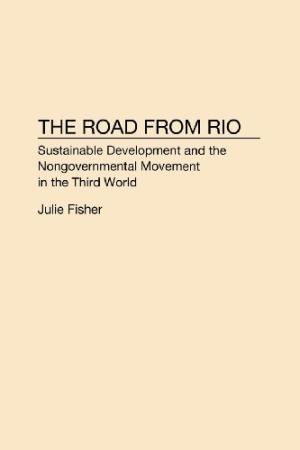 THE ROAD FROM RIO
Sustainable Development and the
Nongovernmental Movement
in the Third World
Julie Fisher